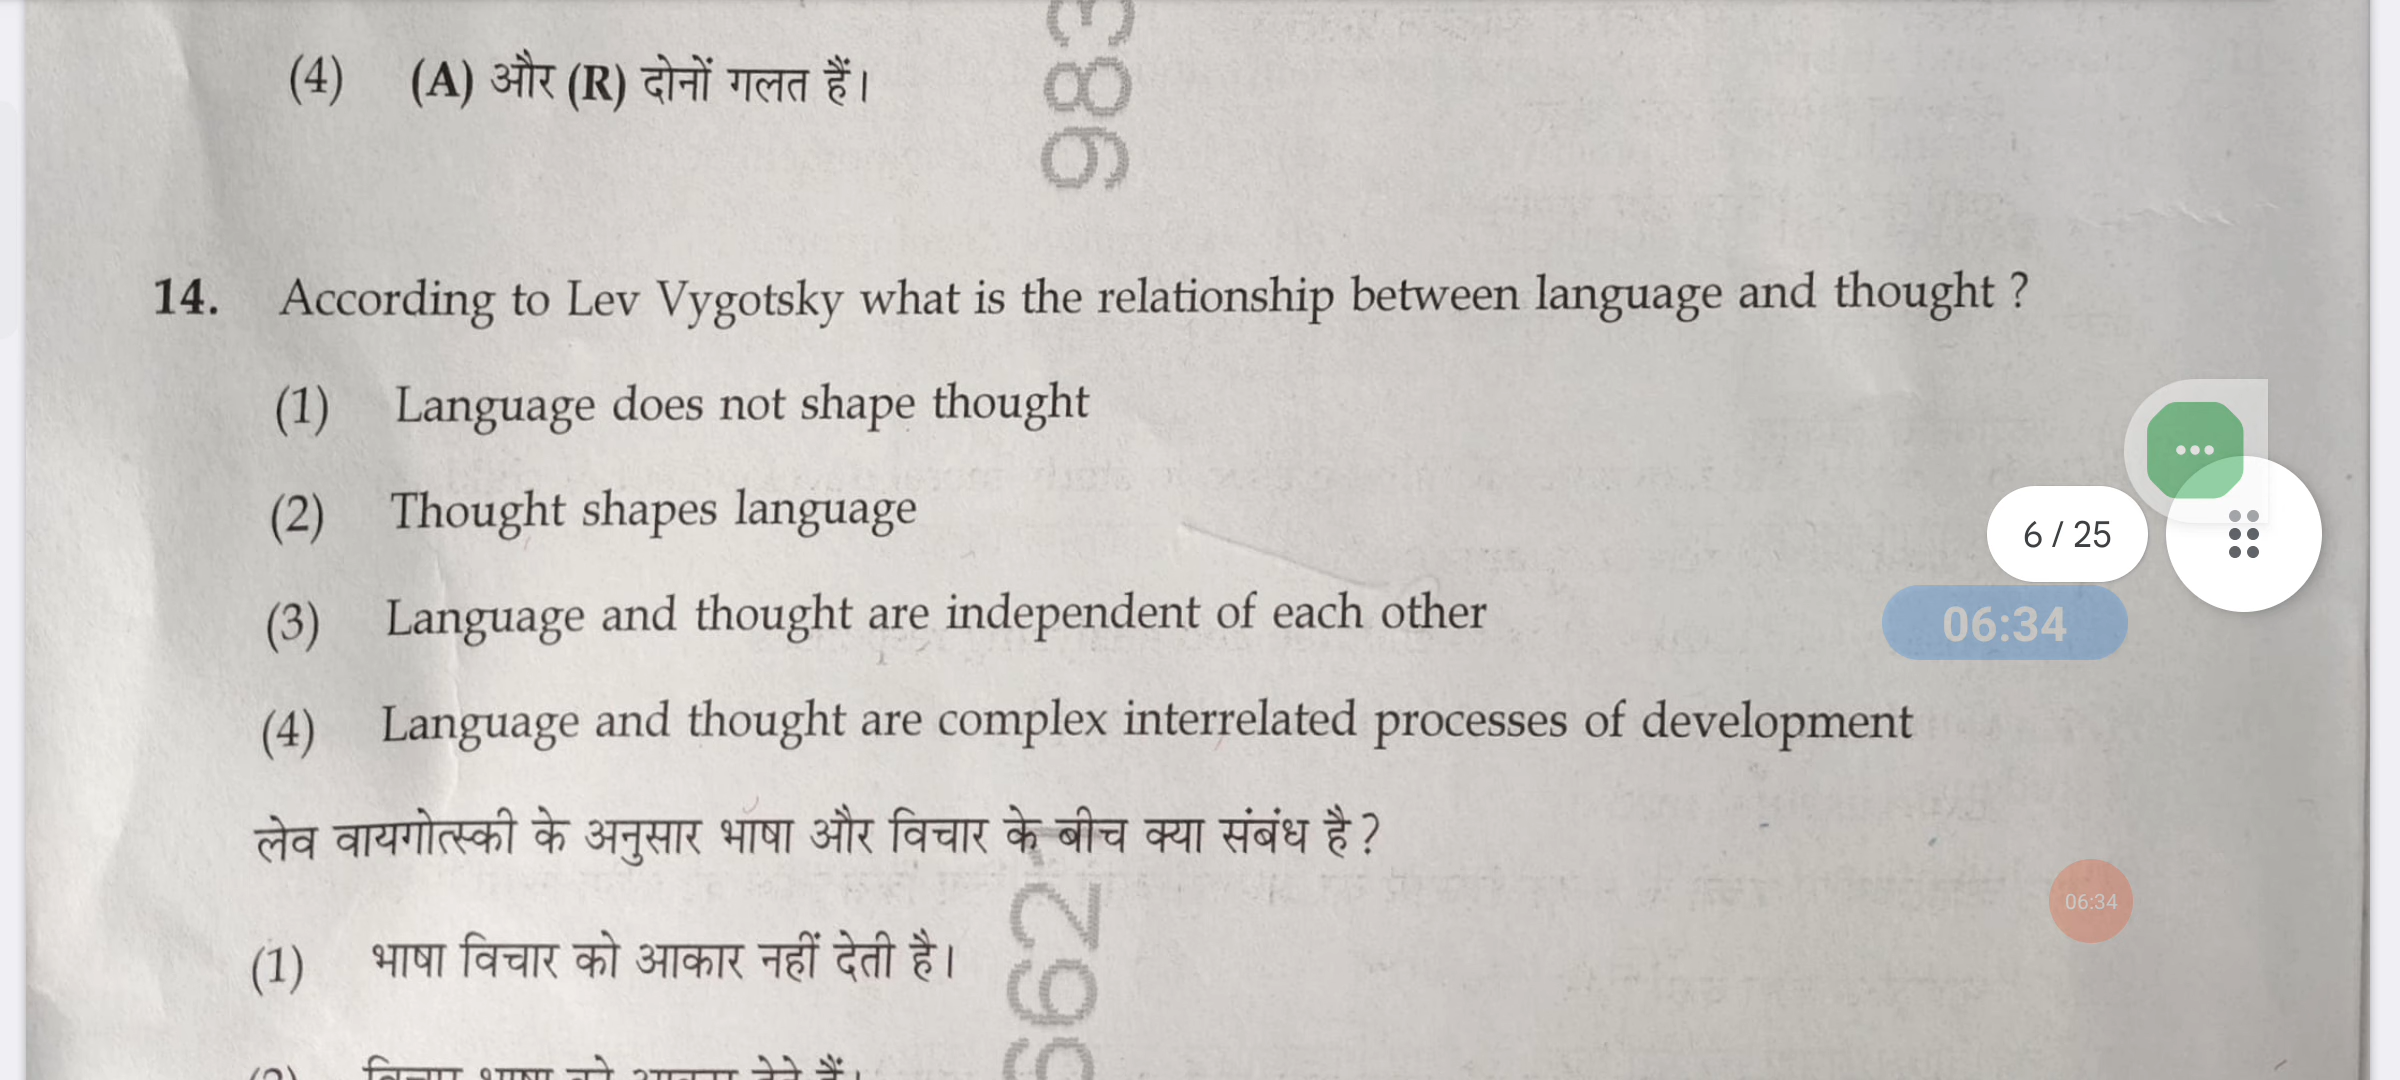 (4) (A) और (R) दोनों गलत हैं।
983
14. According to Lev Vygotsky what is the relationship between language and thought ?
(1) Language does not shape thought
(2) Thought shapes language
(3) Language and thought are independent of each other
(4) Language and thought are complex interrelated processes of development
6 / 25
06:34
लेव वायगोत्स्की के अनुसार भाषा और विचार के बीच क्या संबंध है ?
06:34
(1) भाषा विचार को आकार नहीं देती है।
662